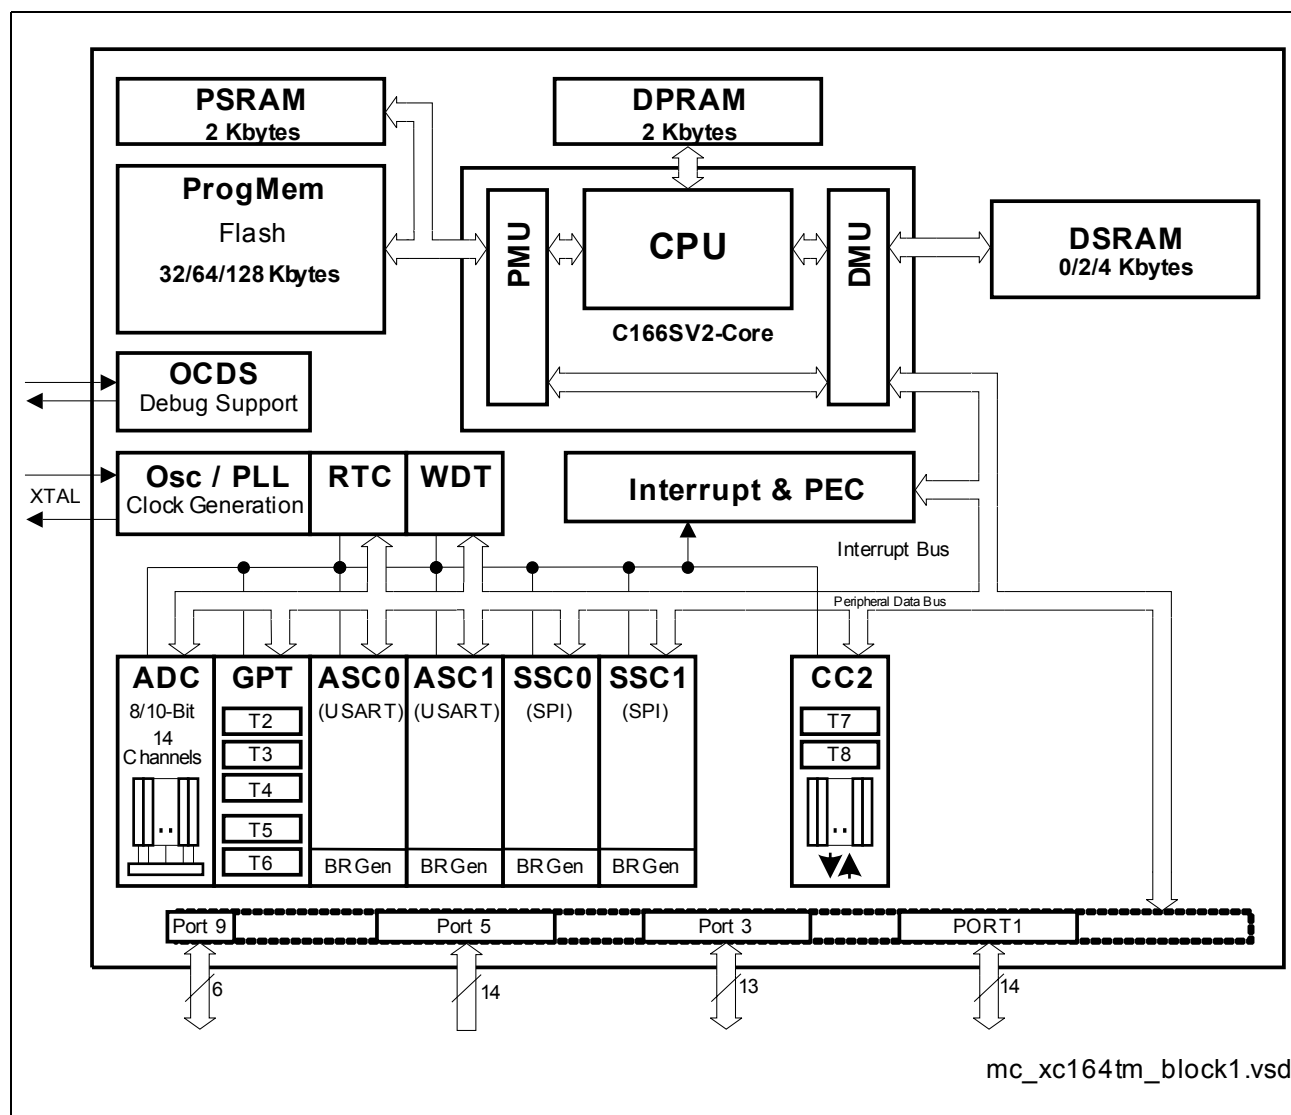 PSRAM
2 Kbytes
DPRAM
2 Kbytes
ProgMem
Flash
32/64/128 Kbytes
PMU
CPU
DMU
C166SV2-Core
DSRAM
0/2/4 Kbytes
OCDS
Debug Support
Osc / PLL
Clock Generation
RTC
WDT
Interrupt & PEC
XTAL
Interrupt Bus
Peripheral Data Bus
ADC
8/10-Bit
14
Channels
GPT
T2
T3
T4
T5
T6
ASC0
(USART)
BRGen
ASC1
(USART)
BRGen
SSC0
(SPI)
BRGen
SSC1
(SPI)
BRGen
CC2
T7
T8
Port 9
Port 5
Port 3
PORT1
6
14
13
14
mc_xc164tm_block1.vsd